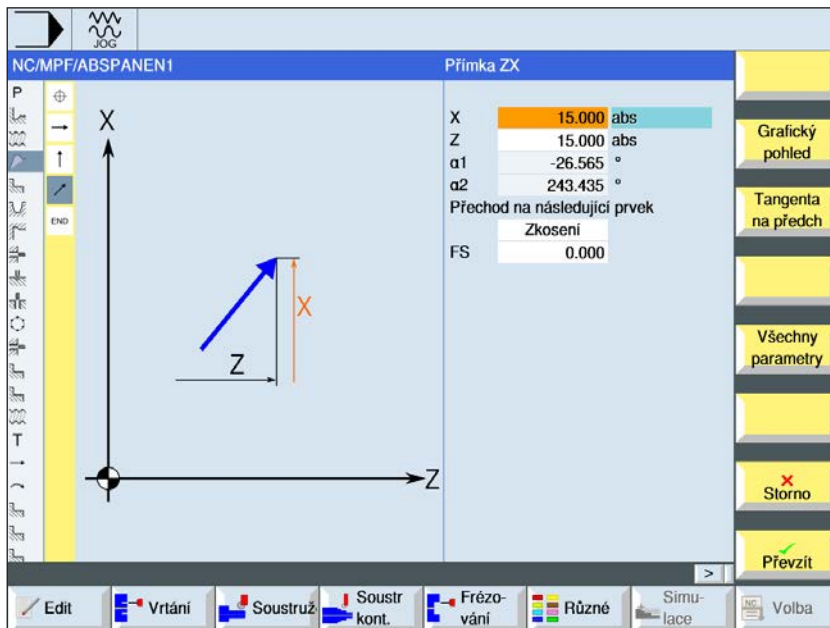 JOG
NC/MPF/ABSPANEN1
Přímka ZX
P
T
END
X
X
Z
Z
X 15.000 abs
Z 15.000 abs
α1 -26.565 °
α2 243.435 °
Přechod na následující prvek
Zkosení
FS 0.000
Grafický
pohled
Tangenta
na předch
Všechny
parametry
Storno
Převzít
>
Edit
Vrtání
Soustruž
Soustr
kont.
Frézo-
vání
Různé
Simu-
lace
NC
Volba